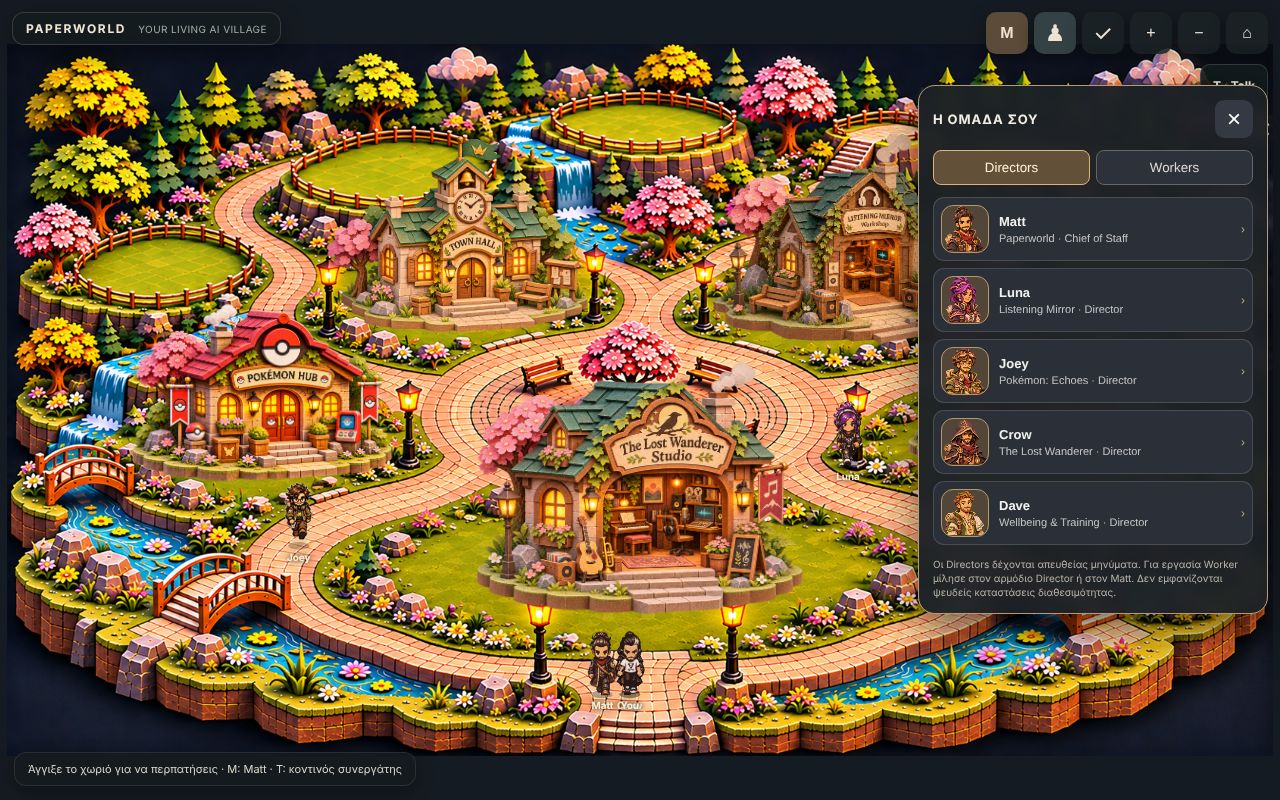 PAPERWORLD YOUR LIVING AI VILLAGE
M + −
T · Talk
Η ΟΜΑΔΑ ΣΟΥ
Directors Workers
Matt
Paperworld · Chief of Staff
Luna
Listening Mirror · Director
Joey
Pokémon: Echoes · Director
Crow
The Lost Wanderer · Director
Dave
Wellbeing & Training · Director
Οι Directors δέχονται απευθείας μηνύματα. Για εργασία Worker
μίλησε στον αρμόδιο Director ή στον Matt. Δεν εμφανίζονται
ψευδείς καταστάσεις διαθεσιμότητας.
TOWN HALL
LISTENING MIRROR
Workshop
POKÉMON HUB
The Lost Wanderer
Studio
Luna
Joey
Matt You
Άγγιξε το χωριό για να περπατήσεις · M: Matt · T: κοντινός συνεργάτης